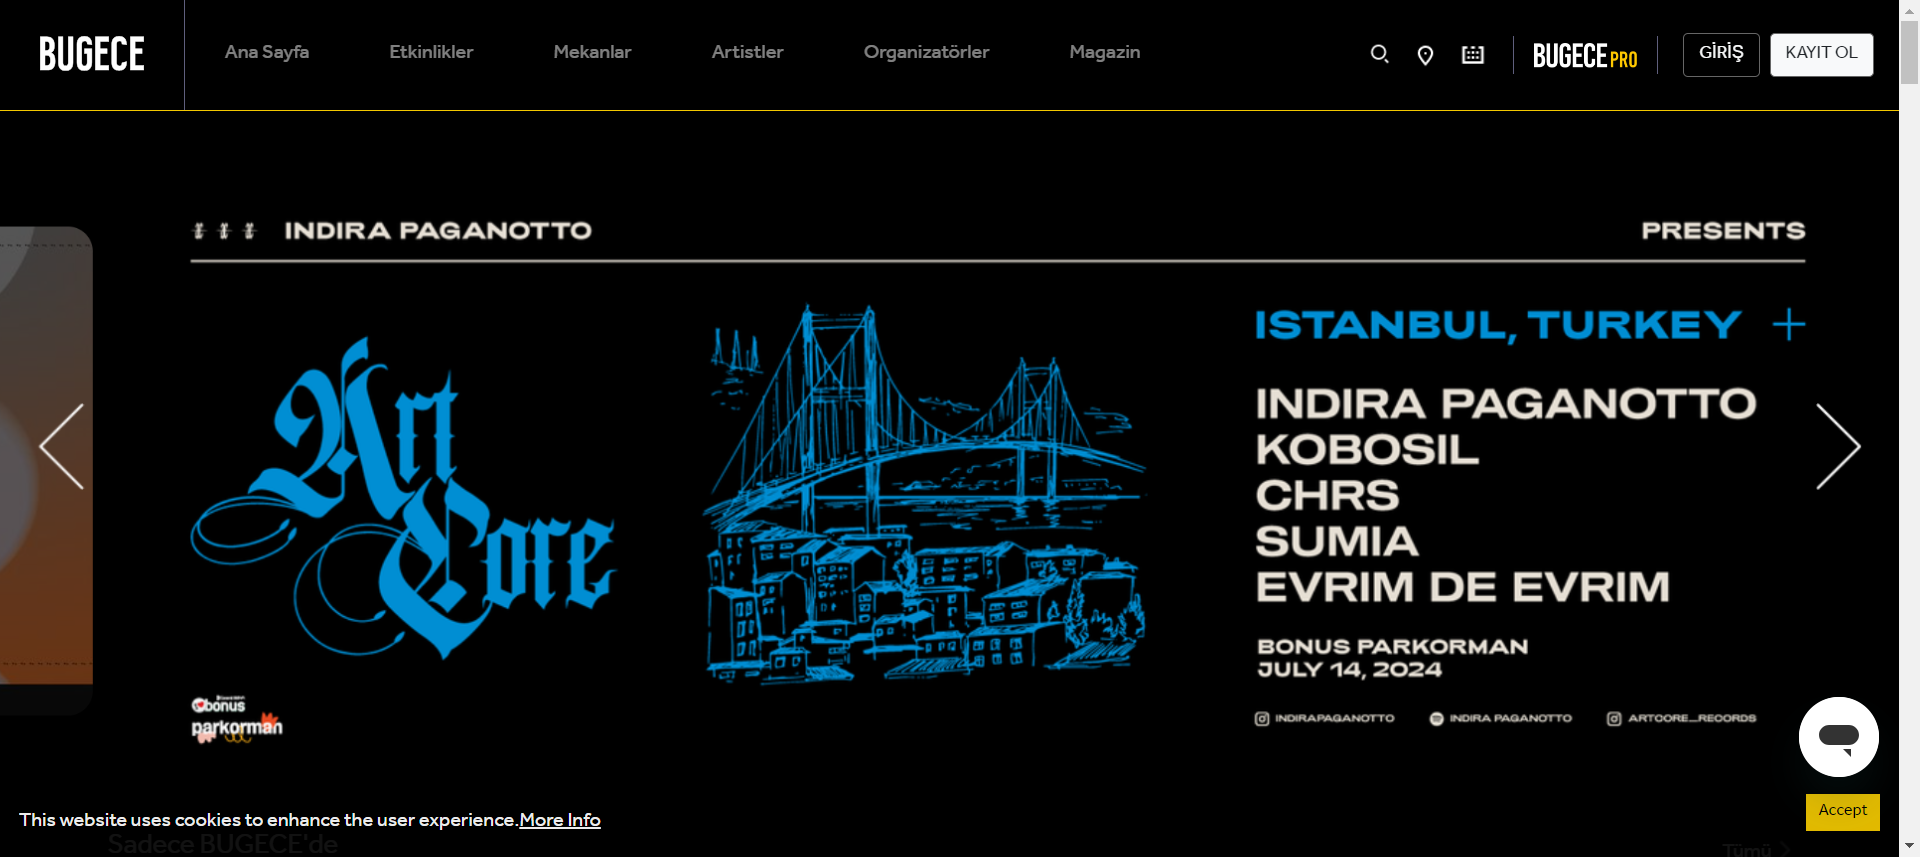 BUGECE
Ana Sayfa
Etkinlikler
Mekanlar
Artistler
Organizatörler
Magazin
BUGECE PRO
GİRİŞ
KAYIT OL
INDIRA PAGANOTTO
PRESENTS
Art Core
ISTANBUL, TURKEY +
INDIRA PAGANOTTO
KOBOSIL
CHRS
SUMIA
EVRIM DE EVRIM
BONUS PARKORMAN
JULY 14, 2024
bonus
parkorman
INDIRAPAGANOTTO
INDIRA PAGANOTTO
ARTCORE_RECORDS
This website uses cookies to enhance the user experience.More Info
Accept
Sadece BUGECE'de
Tümü